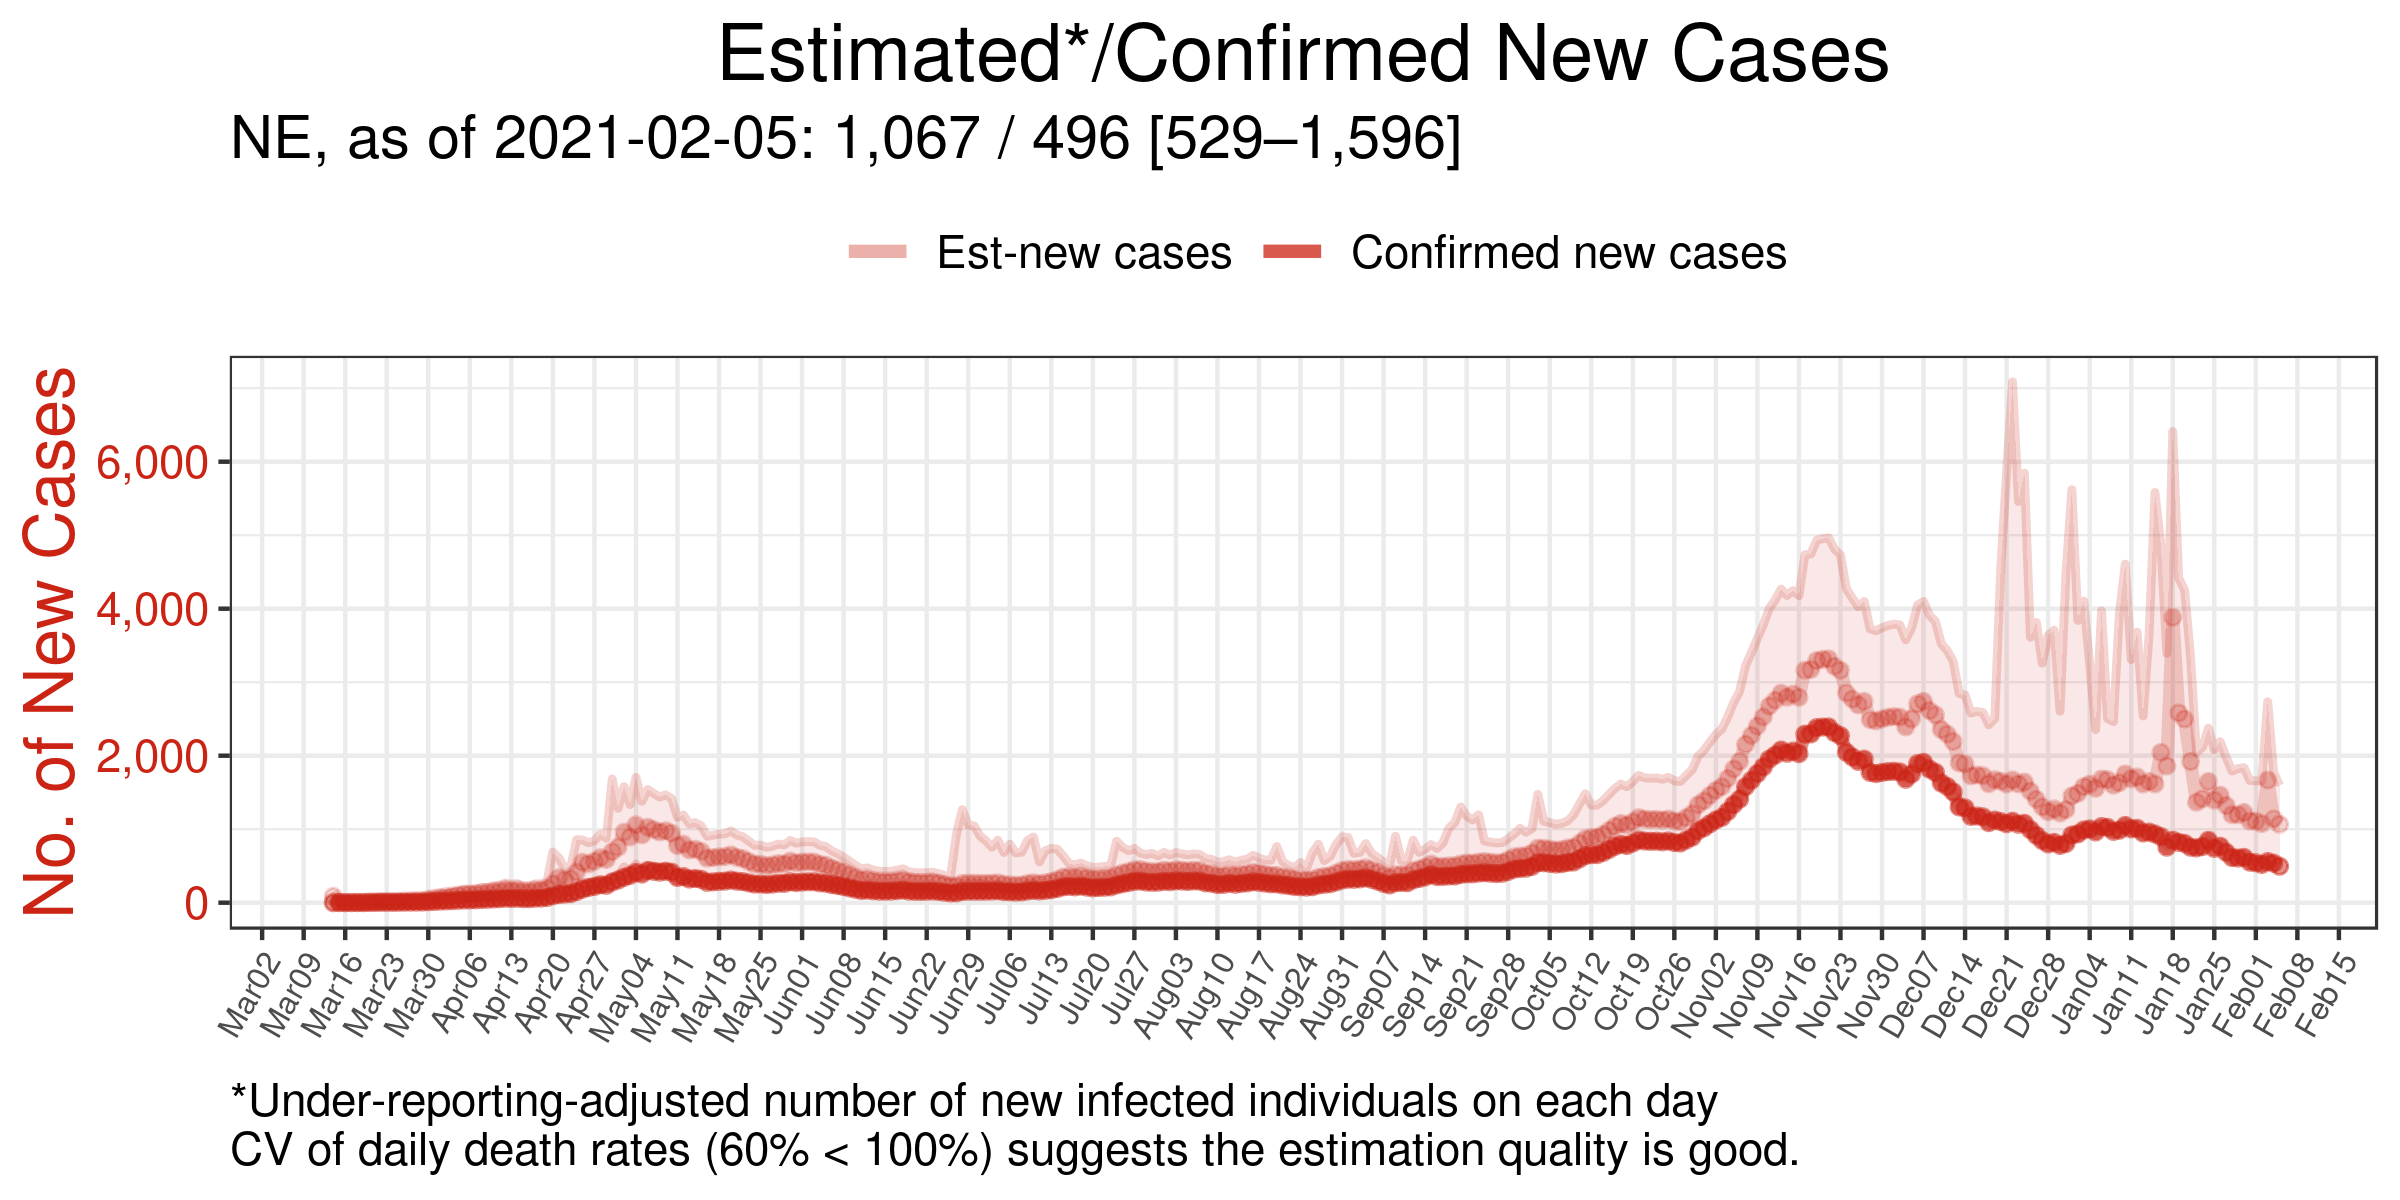 Estimated*/Confirmed New Cases
NE, as of 2021-02-05: 1,067 / 496 [529–1,596]
Est-new cases
Confirmed new cases
No. of New Cases
6,000
4,000
2,000
0
Mar02
Mar09
Mar16
Mar23
Mar30
Apr06
Apr13
Apr20
Apr27
May04
May11
May18
May25
Jun01
Jun08
Jun15
Jun22
Jun29
Jul06
Jul13
Jul20
Jul27
Aug03
Aug10
Aug17
Aug24
Aug31
Sep07
Sep14
Sep21
Sep28
Oct05
Oct12
Oct19
Oct26
Nov02
Nov09
Nov16
Nov23
Nov30
Dec07
Dec14
Dec21
Dec28
Jan04
Jan11
Jan18
Jan25
Feb01
Feb08
Feb15
*Under-reporting-adjusted number of new infected individuals on each day
CV of daily death rates (60% < 100%) suggests the estimation quality is good.